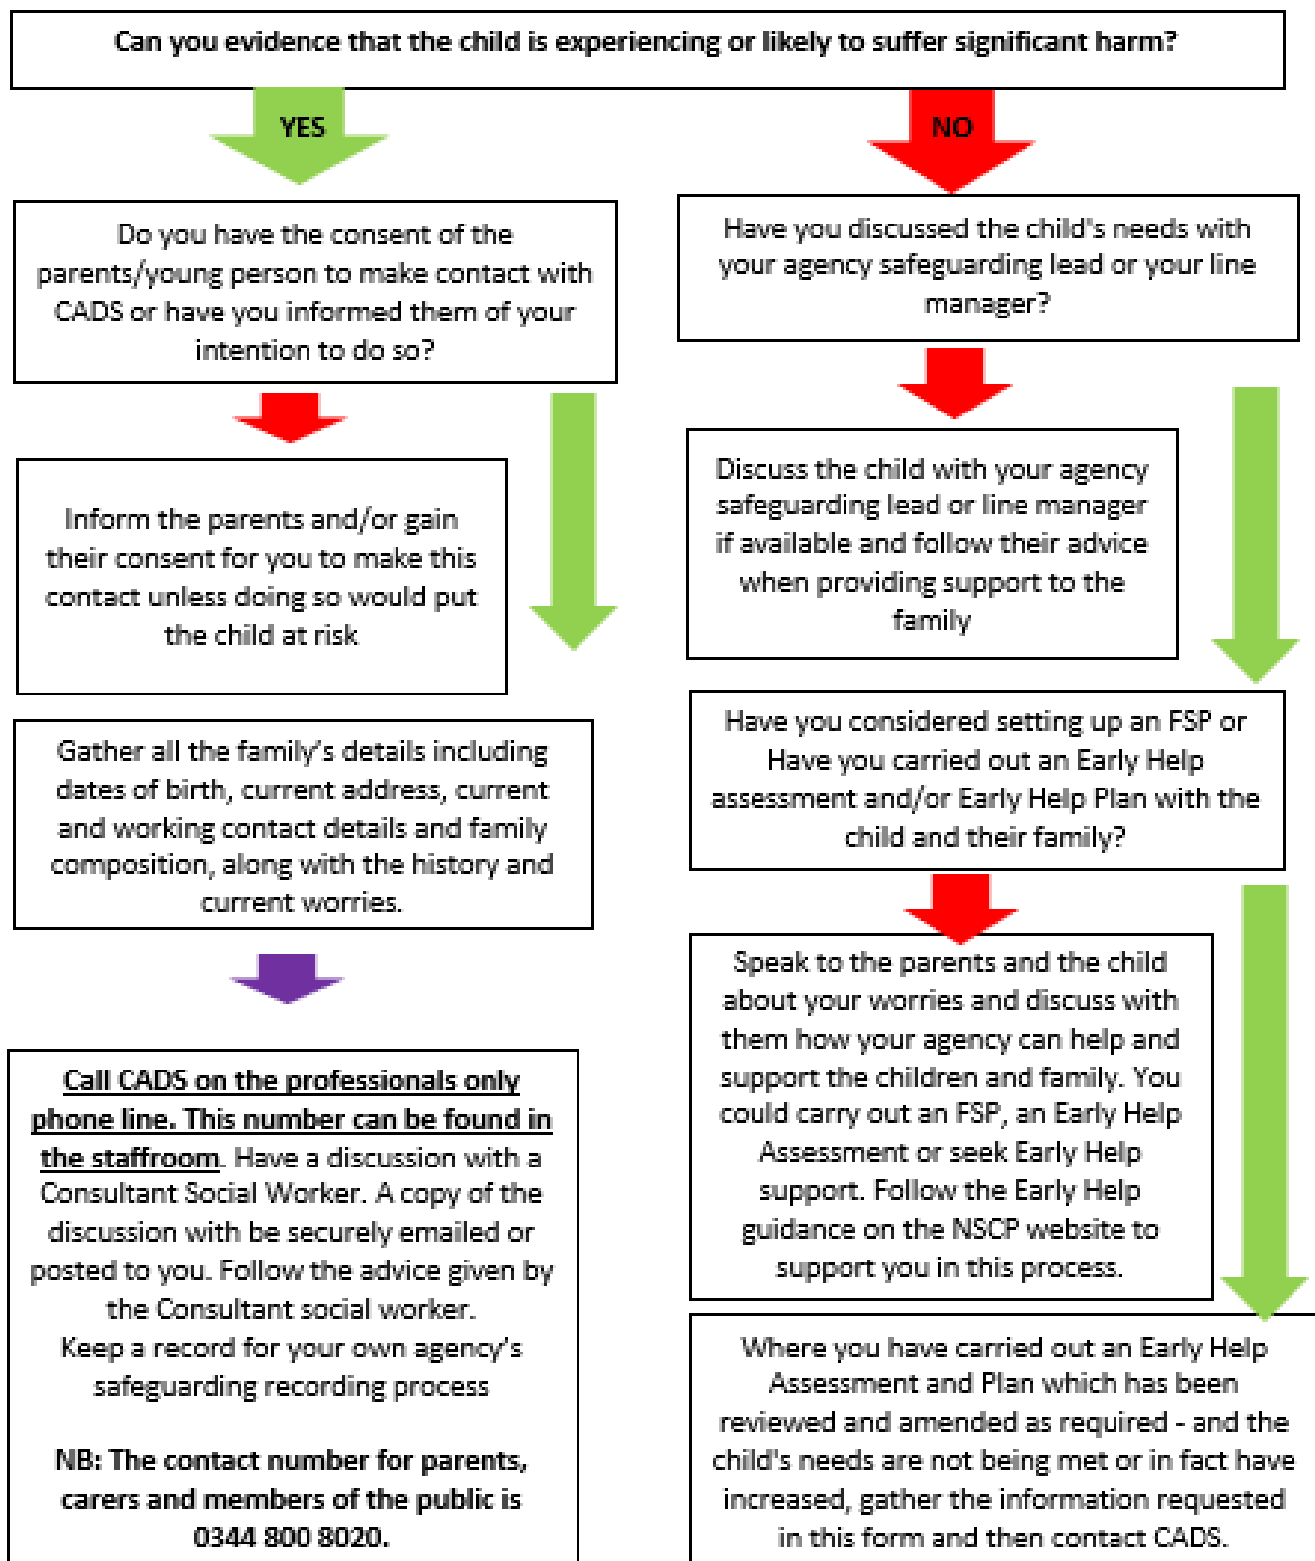 Can you evidence that the child is experiencing or likely to suffer significant harm?
YES
NO
Do you have the consent of the
parents/young person to make contact with
CADS or have you informed them of your
intention to do so?
Inform the parents and/or gain
their consent for you to make this
contact unless doing so would put
the child at risk
Gather all the family's details including
dates of birth, current address, current
and working contact details and family
composition, along with the history and
current worries.
Call CADS on the professionals only
phone line. This number can be found in
the staffroom. Have a discussion with a
Consultant Social Worker. A copy of the
discussion with be securely emailed or
posted to you. Follow the advice given by
the Consultant social worker.
Keep a record for your own agency's
safeguarding recording process
NB: The contact number for parents,
carers and members of the public is
0344 800 8020.
Have you discussed the child's needs with
your agency safeguarding lead or your line
manager?
Discuss the child with your agency
safeguarding lead or line manager
if available and follow their advice
when providing support to the
family
Have you considered setting up an FSP or
Have you carried out an Early Help
assessment and/or Early Help Plan with the
child and their family?
Speak to the parents and the child
about your worries and discuss with
them how your agency can help and
support the children and family. You
could carry out an FSP, an Early Help
Assessment or seek Early Help
support. Follow the Early Help
guidance on the NSCP website to
support you in this process.
Where you have carried out an Early Help
Assessment and Plan which has been
reviewed and amended as required - and the
child's needs are not being met or in fact have
increased, gather the information requested
in this form and then contact CADS.